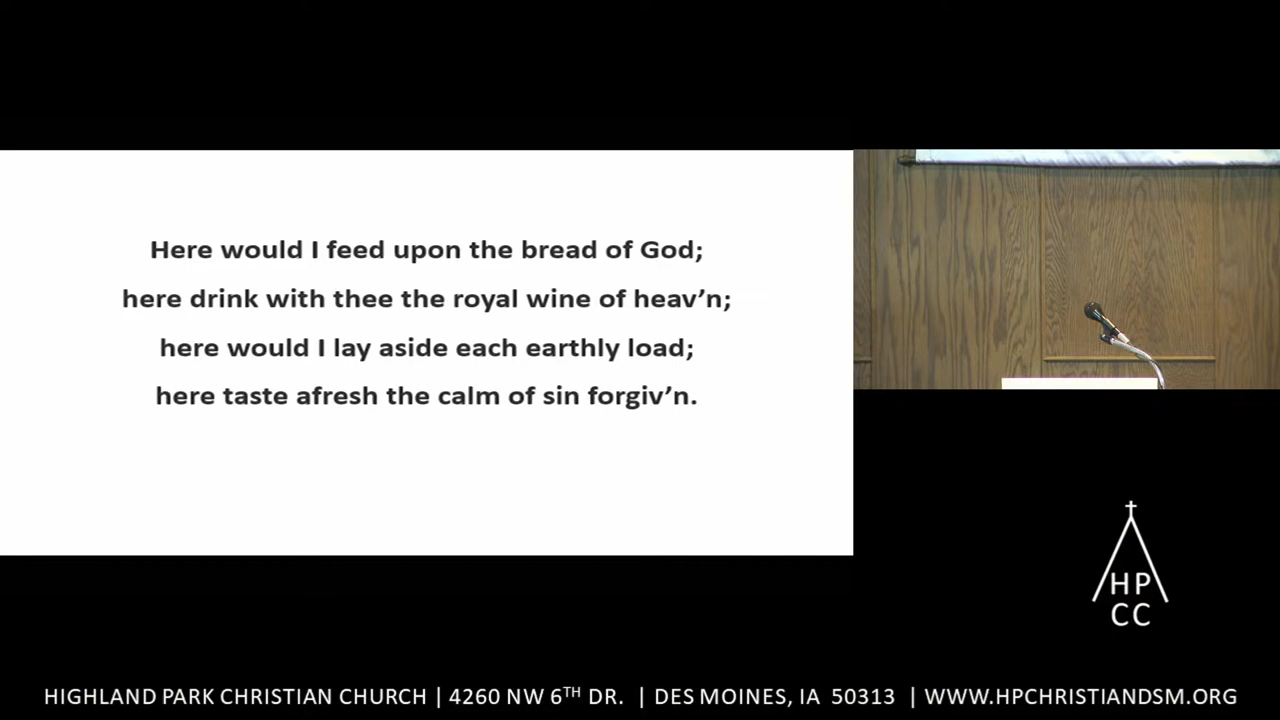 Here would I feed upon the bread of God;
here drink with thee the royal wine of heav’n;
here would I lay aside each earthly load;
here taste afresh the calm of sin forgiv’n.
HP
CC
HIGHLAND PARK CHRISTIAN CHURCH | 4260 NW 6TH DR. | DES MOINES, IA 50313 | WWW.HPCHRISTIANDSM.ORG